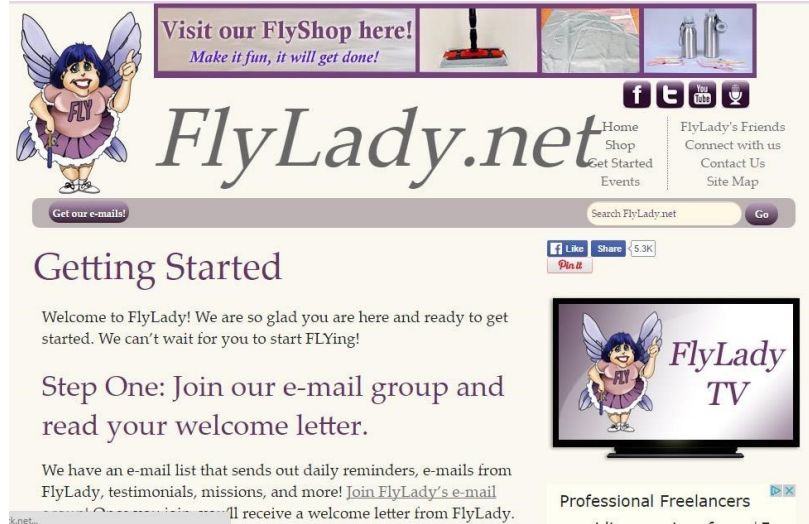 Visit our FlyShop here!
Make it fun, it will get done!
FLY
f
t
You
Tube
FlyLady.net
Home
Shop
Get Started
Events
FlyLady's Friends
Connect with us
Contact Us
Site Map
Get our e-mails!
Search FlyLady.net
Go
Like
Share
5.3K
Pin it
Getting Started
Welcome to FlyLady! We are so glad you are here and ready to get
started. We can't wait for you to start FLYing!
Step One: Join our e-mail group and
read your welcome letter.
We have an e-mail list that sends out daily reminders, e-mails from
FlyLady, testimonials, missions, and more! Join FlyLady's e-mail
receive a welcome letter from FlyLady.
FLY
FlyLady
TV
Professional Freelancers
k.net...